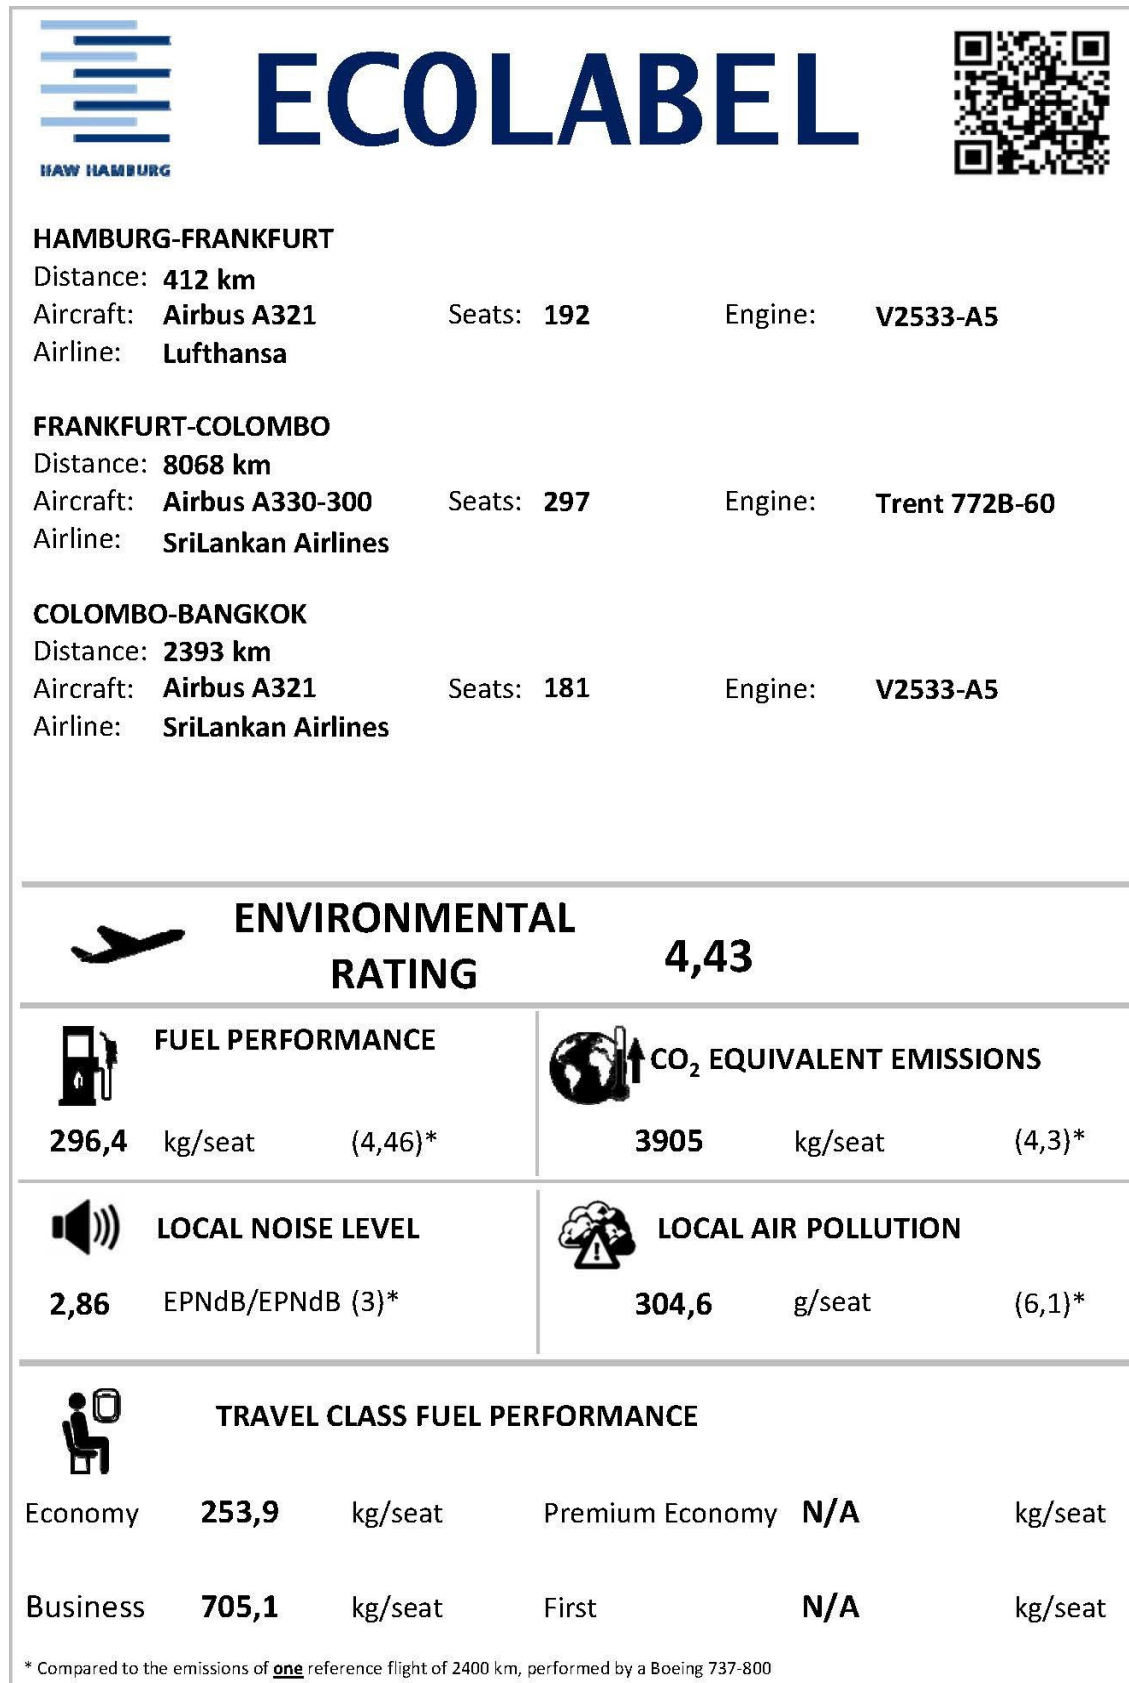 ECOLABEL
HAW HAMBURG
HAMBURG-FRANKFURT
Distance: 412 km
Aircraft: Airbus A321 Seats: 192 Engine: V2533-A5
Airline: Lufthansa
FRANKFURT-COLOMBO
Distance: 8068 km
Aircraft: Airbus A330-300 Seats: 297 Engine: Trent 772B-60
Airline: SriLankan Airlines
COLOMBO-BANGKOK
Distance: 2393 km
Aircraft: Airbus A321 Seats: 181 Engine: V2533-A5
Airline: SriLankan Airlines
ENVIRONMENTAL
RATING
4,43
FUEL PERFORMANCE
296,4 kg/seat (4,46)*
CO₂ EQUIVALENT EMISSIONS
3905 kg/seat (4,3)*
LOCAL NOISE LEVEL
2,86 EPNdB/EPNdB (3)*
LOCAL AIR POLLUTION
304,6 g/seat (6,1)*
TRAVEL CLASS FUEL PERFORMANCE
Economy 253,9 kg/seat Premium Economy N/A kg/seat
Business 705,1 kg/seat First N/A kg/seat
* Compared to the emissions of one reference flight of 2400 km, performed by a Boeing 737-800